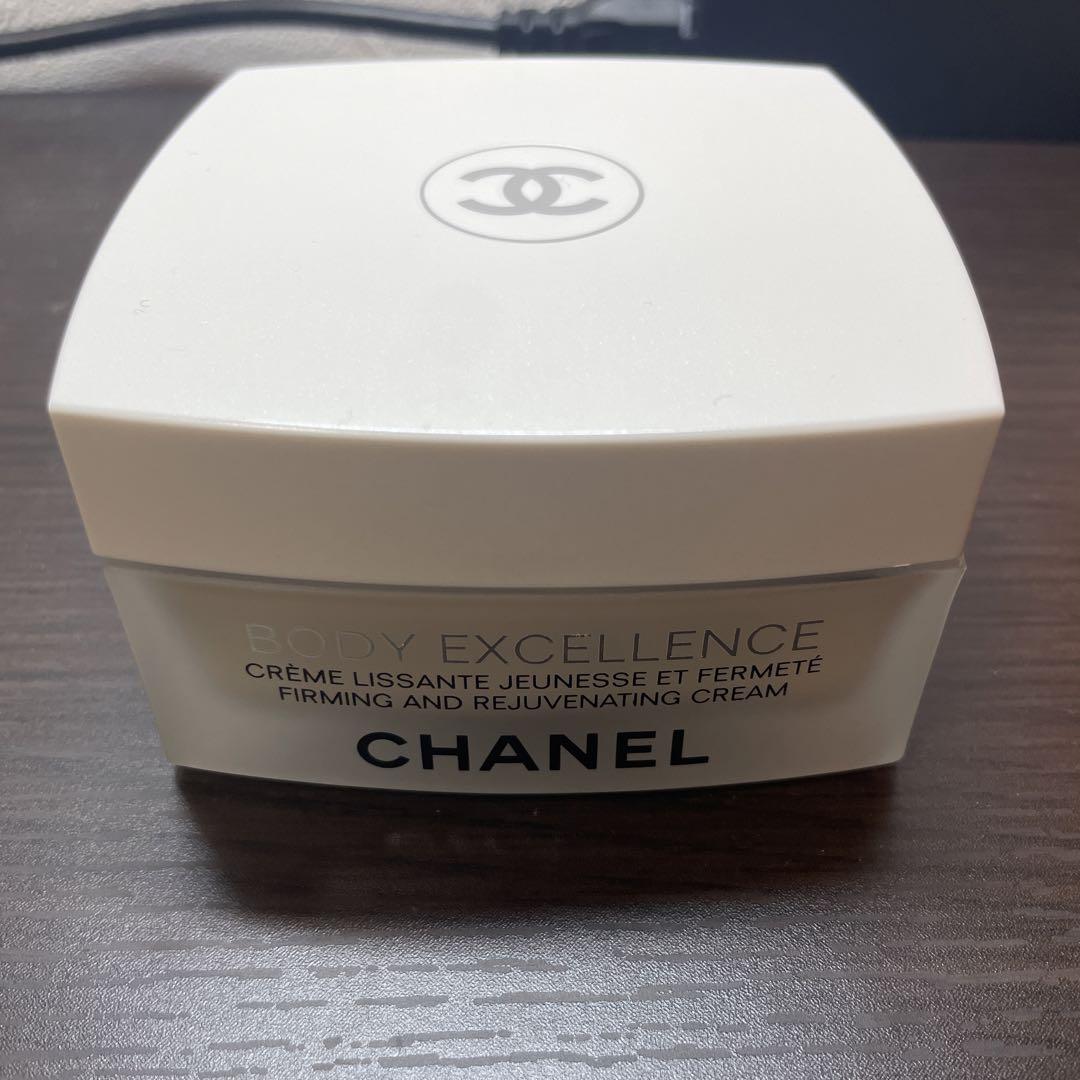 BODY EXCELLENCE
CRÈME LISSANTE JEUNESSE ET FERMETÉ
FIRMING AND REJUVENATING CREAM
CHANEL